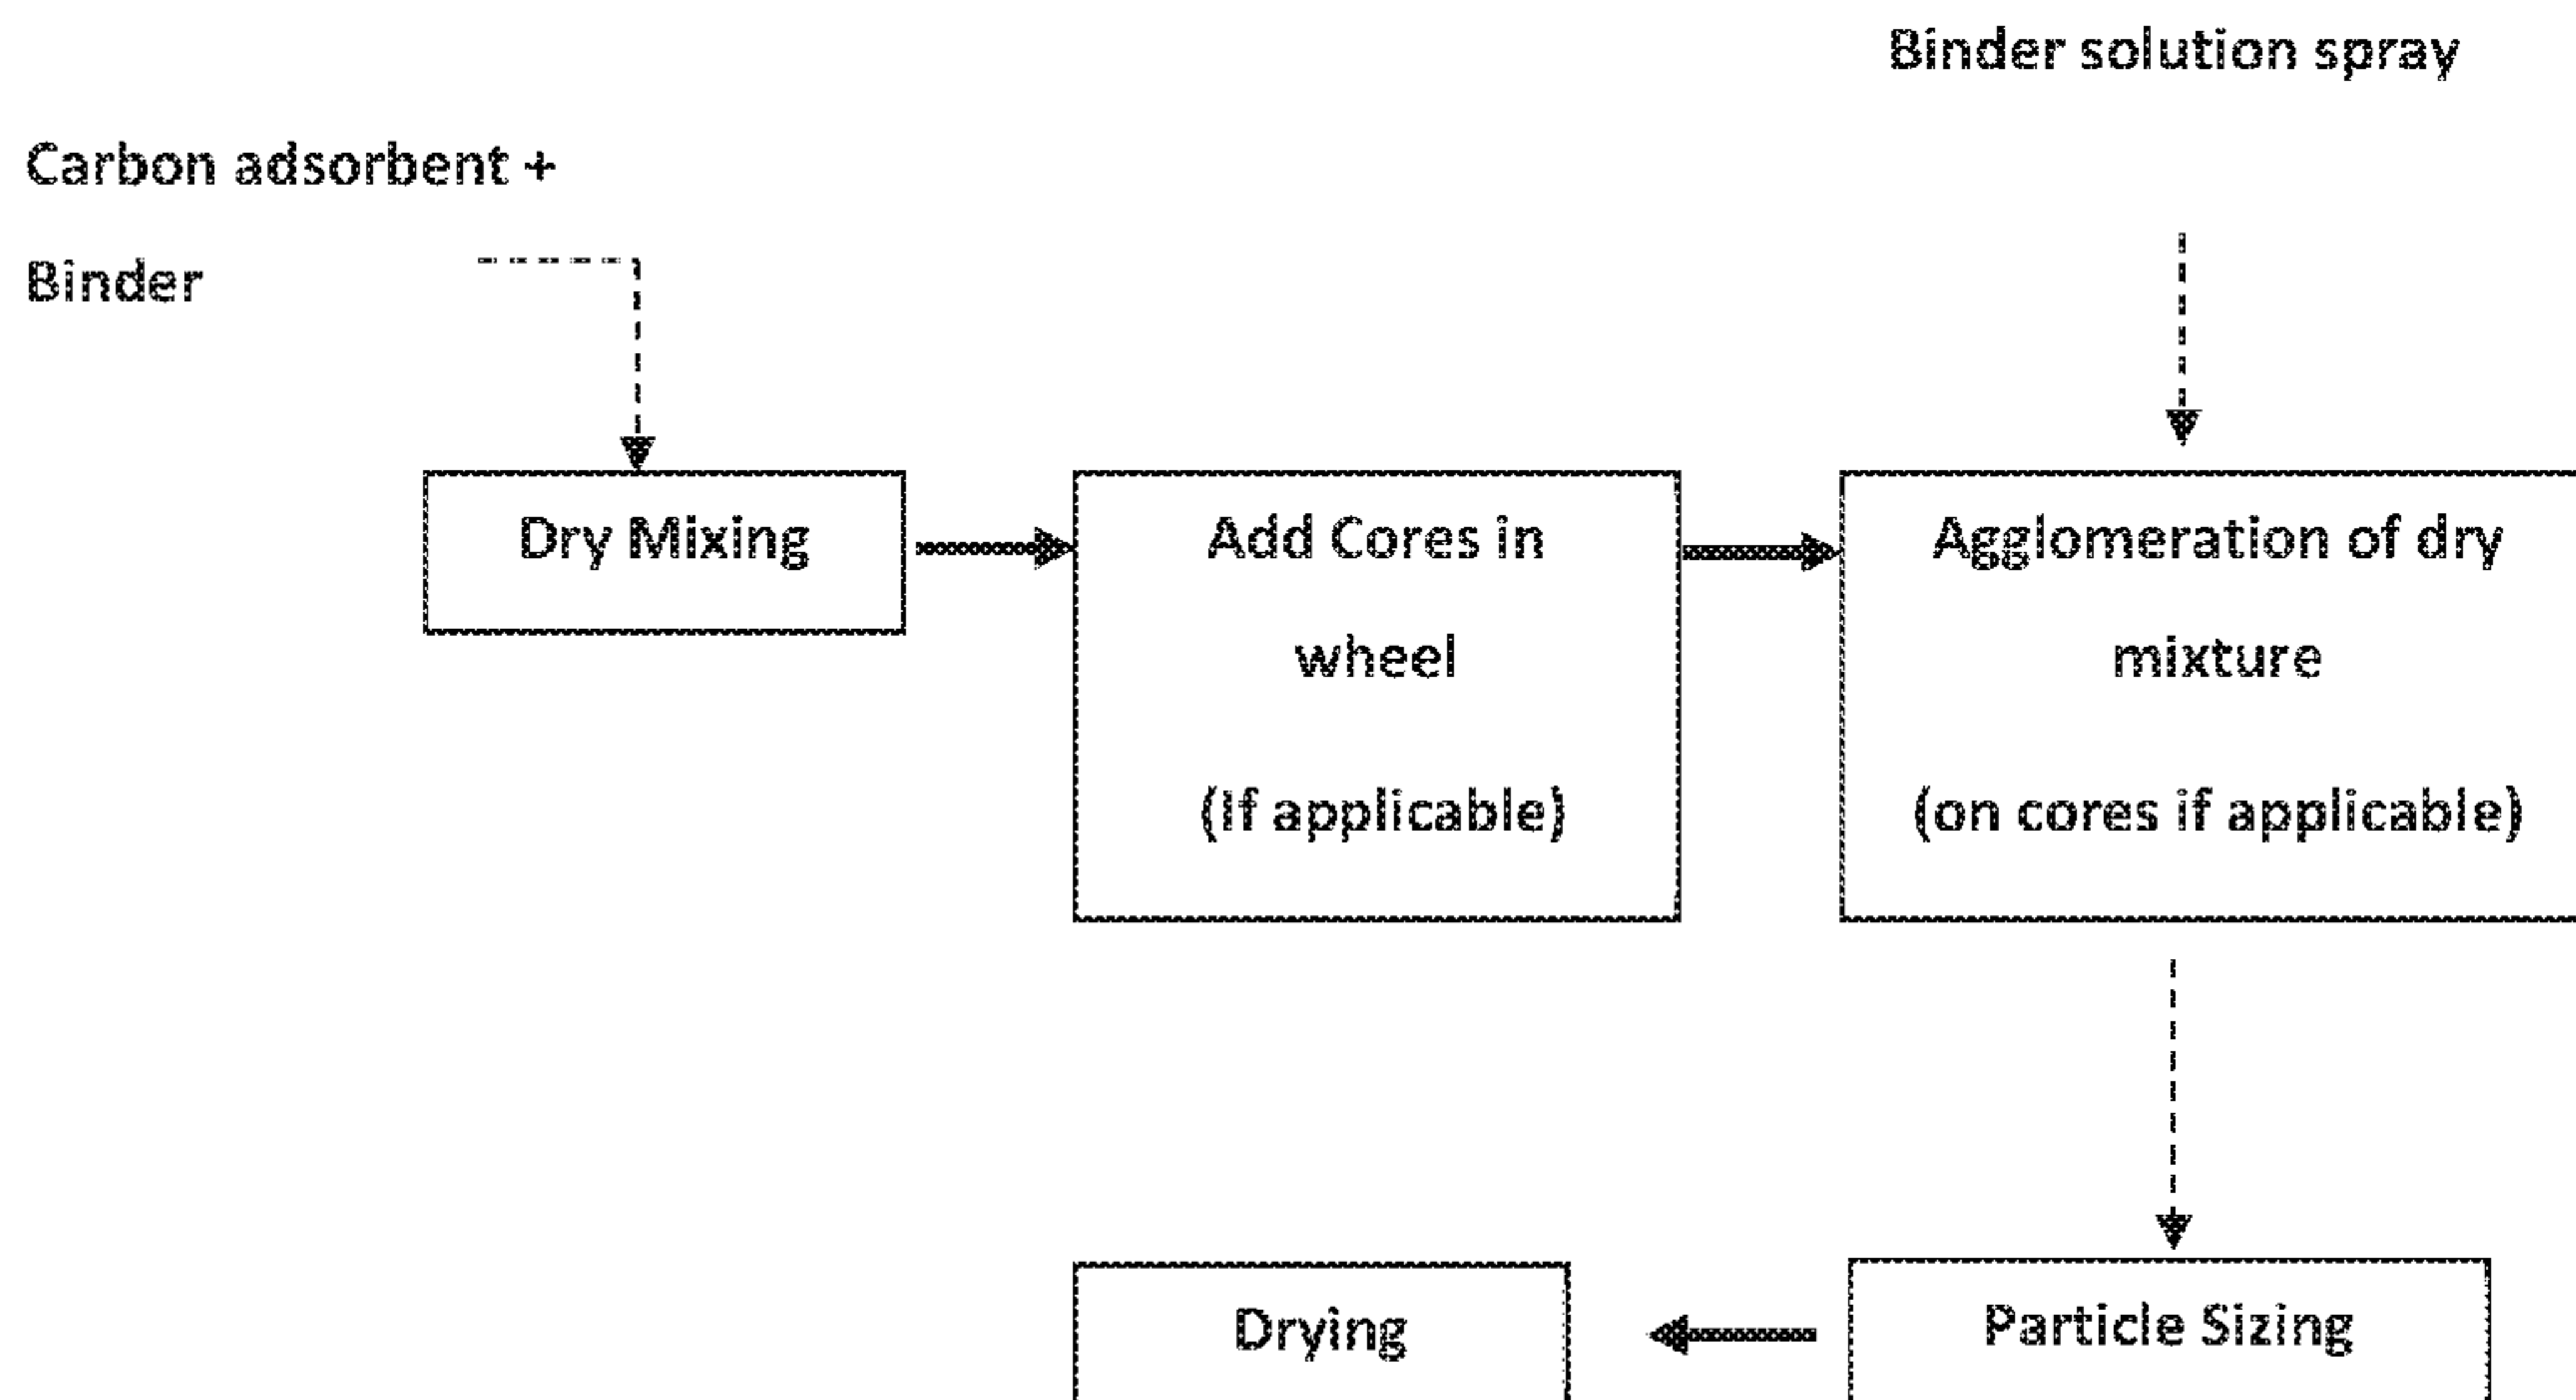 Binder solution spray
Carbon adsorbent +
Binder
Dry Mixing
Add Cores in
wheel
(if applicable)
Agglomeration of dry
mixture
(on cores if applicable)
Particle Sizing
Drying